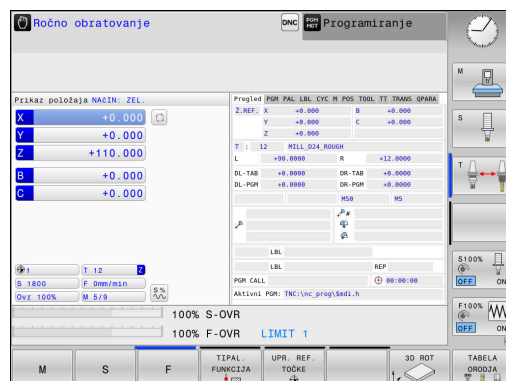 Ročno obratovanje
DNC
PGM MDT
Programiranje
Prikaz položaja NAčIN: ŽEL.
X +0.000
Y +0.000
Z +110.000
B +0.000
C +0.000
1 T 12 Z
S 1800 F 0mm/min
Ovr 100% M 5/9
S %
Pregled PGM PAL LBL CYC M POS TOOL TT TRANS QPARA
Ž.REF. X +0.000 B +0.000
Y +0.000 C +0.000
Z +0.000
T : 12 MILL_D24_ROUGH
L +90.0000 R +12.0000
DL-TAB +0.0000 DR-TAB +0.0000
DL-PGM +0.0000 DR-PGM +0.0000
M50 M5
P#
P
LBL
LBL REP
PGM CALL 00:00:00
Aktivni PGM: TNC:\nc_prog\$mdi.h
100% S-OVR
100% F-OVR LIMIT 1
M
S
T
S100%
OFF ON
F100%
OFF ON
M
S
F
TIPAL. FUNKCIJA
UPR. REF. TOČKE
3D ROT
TABELA ORODJA